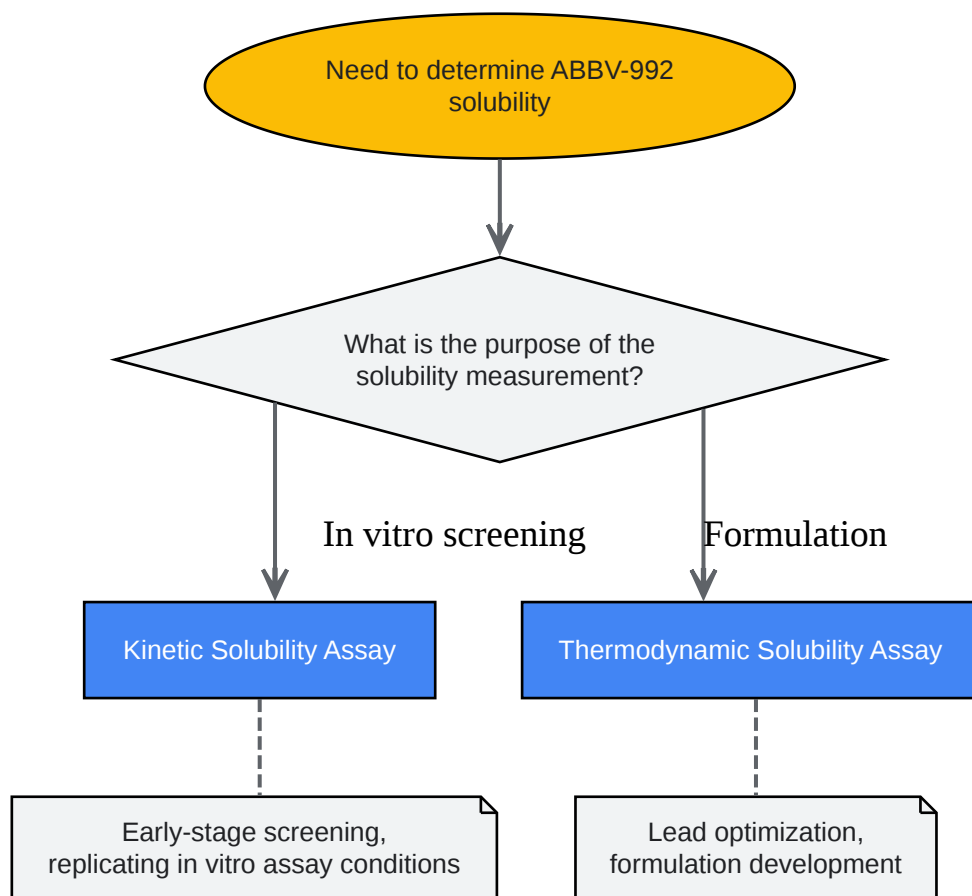 Need to determine ABBV-992
solubility
What is the purpose of the
solubility measurement?
In vitro screening
Formulation
Kinetic Solubility Assay
Thermodynamic Solubility Assay
Early-stage screening,
replicating in vitro assay conditions
Lead optimization,
formulation development